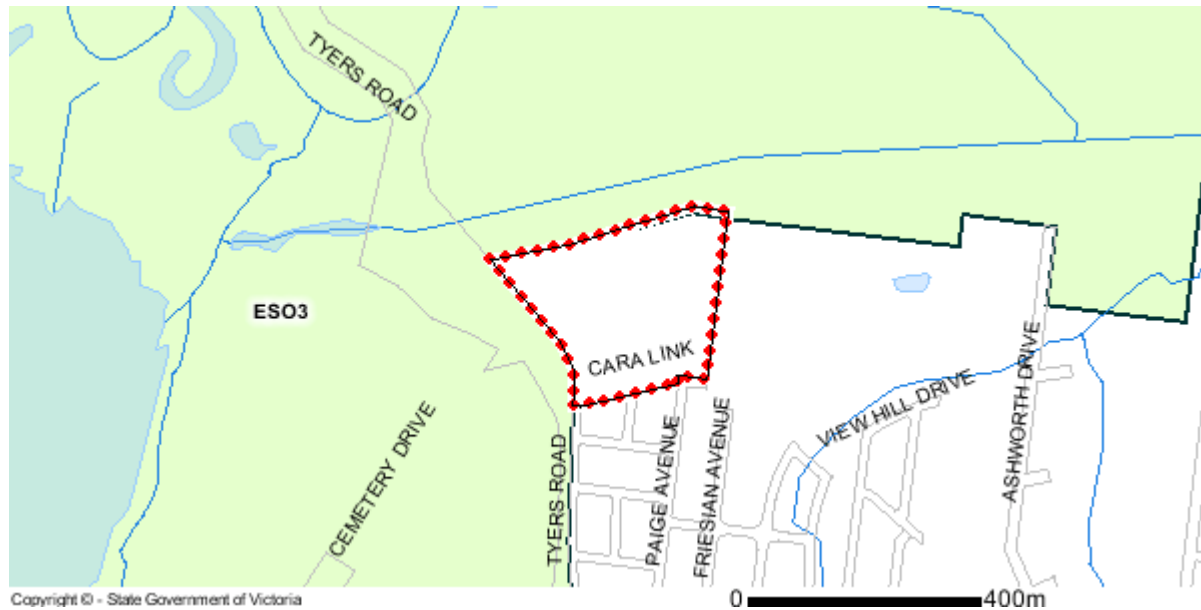 TYERS ROAD
ESO3
CARA LINK
CEMETERY DRIVE
TYERS ROAD
PAIGE AVENUE
FRIESIAN AVENUE
VIEW HILL DRIVE
ASHWORTH DRIVE
Copyright © - State Government of Victoria
0 400m